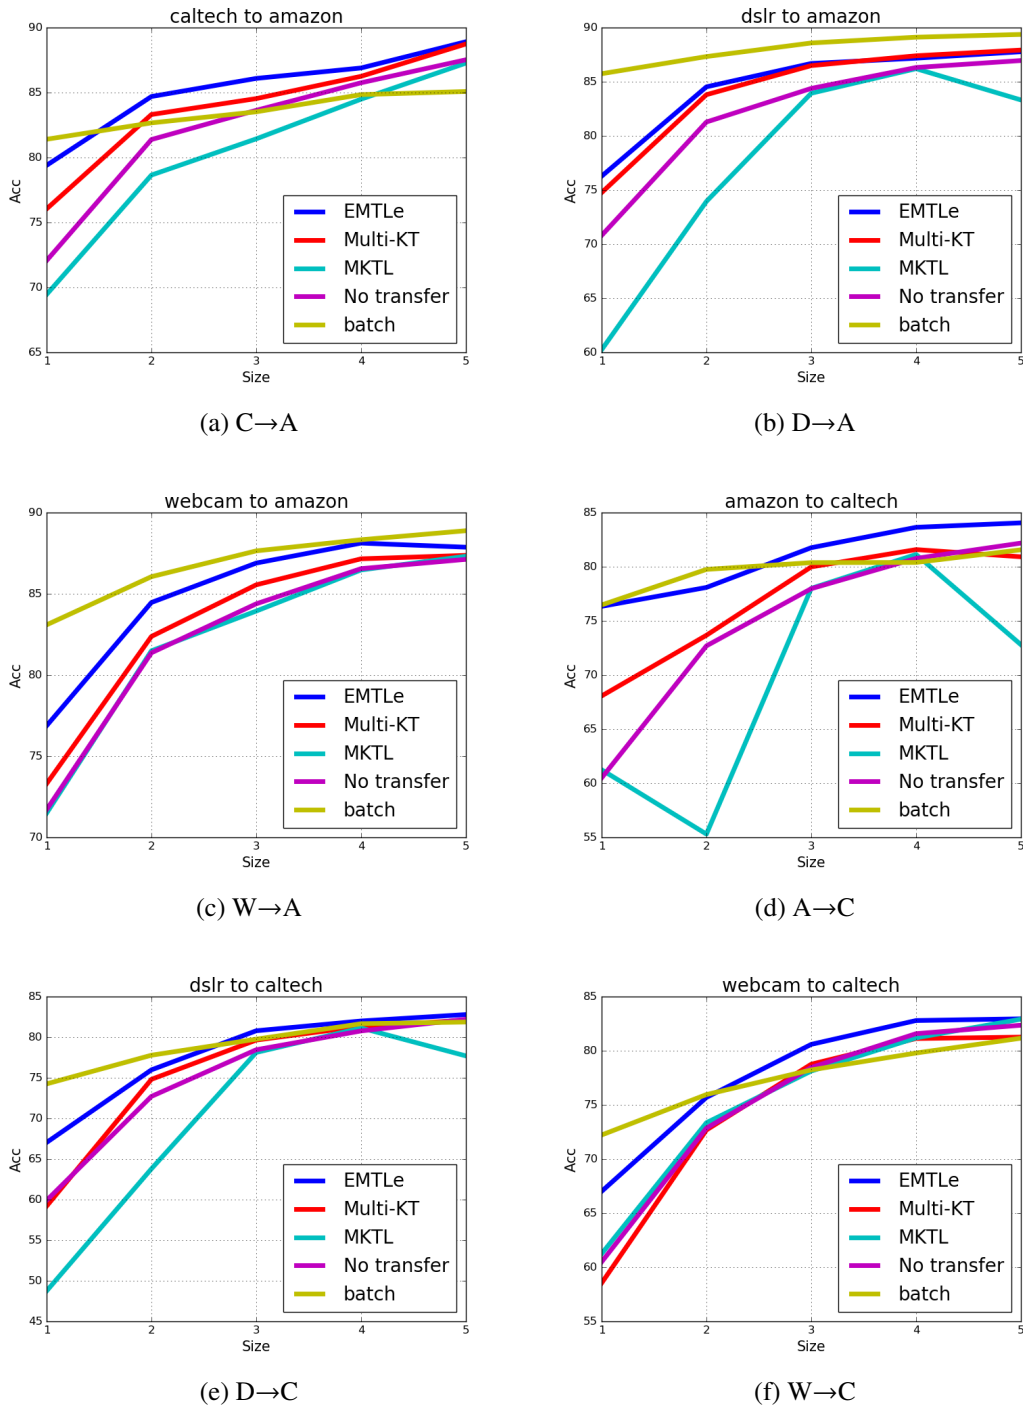 caltech to amazon
90
85
80
75
70
65
Acc
EMTLe
Multi-KT
MKTL
No transfer
batch
1 2 3 4 5
Size
(a) C→A
dslr to amazon
90
85
80
75
70
65
60
Acc
EMTLe
Multi-KT
MKTL
No transfer
batch
1 2 3 4 5
Size
(b) D→A
webcam to amazon
90
85
80
75
70
Acc
EMTLe
Multi-KT
MKTL
No transfer
batch
1 2 3 4 5
Size
(c) W→A
amazon to caltech
85
80
75
70
65
60
55
Acc
EMTLe
Multi-KT
MKTL
No transfer
batch
1 2 3 4 5
Size
(d) A→C
dslr to caltech
85
80
75
70
65
60
55
50
45
Acc
EMTLe
Multi-KT
MKTL
No transfer
batch
1 2 3 4 5
Size
(e) D→C
webcam to caltech
85
80
75
70
65
60
55
Acc
EMTLe
Multi-KT
MKTL
No transfer
batch
1 2 3 4 5
Size
(f) W→C